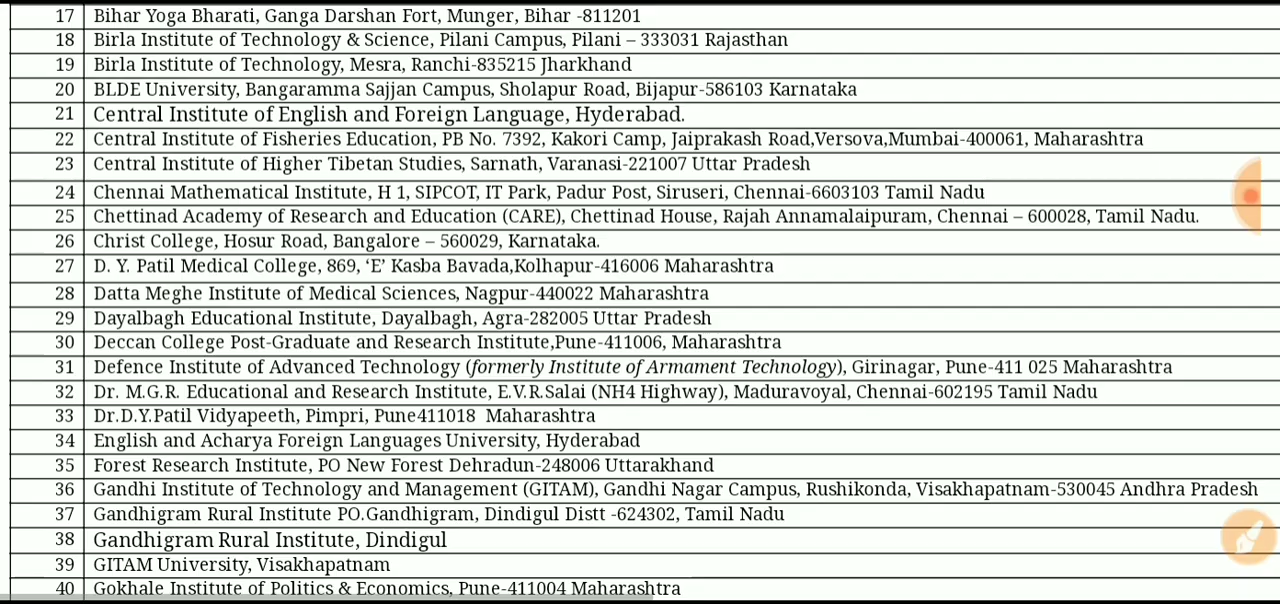 17 Bihar Yoga Bharati, Ganga Darshan Fort, Munger, Bihar -811201
18 Birla Institute of Technology & Science, Pilani Campus, Pilani – 333031 Rajasthan
19 Birla Institute of Technology, Mesra, Ranchi-835215 Jharkhand
20 BLDE University, Bangaramma Sajjan Campus, Sholapur Road, Bijapur-586103 Karnataka
21 Central Institute of English and Foreign Language, Hyderabad.
22 Central Institute of Fisheries Education, PB No. 7392, Kakori Camp, Jaiprakash Road,Versova,Mumbai-400061, Maharashtra
23 Central Institute of Higher Tibetan Studies, Sarnath, Varanasi-221007 Uttar Pradesh
24 Chennai Mathematical Institute, H 1, SIPCOT, IT Park, Padur Post, Siruseri, Chennai-6603103 Tamil Nadu
25 Chettinad Academy of Research and Education (CARE), Chettinad House, Rajah Annamalaipuram, Chennai – 600028, Tamil Nadu.
26 Christ College, Hosur Road, Bangalore – 560029, Karnataka.
27 D. Y. Patil Medical College, 869, ‘E’ Kasba Bavada,Kolhapur-416006 Maharashtra
28 Datta Meghe Institute of Medical Sciences, Nagpur-440022 Maharashtra
29 Dayalbagh Educational Institute, Dayalbagh, Agra-282005 Uttar Pradesh
30 Deccan College Post-Graduate and Research Institute,Pune-411006, Maharashtra
31 Defence Institute of Advanced Technology (formerly Institute of Armament Technology), Girinagar, Pune-411 025 Maharashtra
32 Dr. M.G.R. Educational and Research Institute, E.V.R.Salai (NH4 Highway), Maduravoyal, Chennai-602195 Tamil Nadu
33 Dr.D.Y.Patil Vidyapeeth, Pimpri, Pune411018 Maharashtra
34 English and Acharya Foreign Languages University, Hyderabad
35 Forest Research Institute, PO New Forest Dehradun-248006 Uttarakhand
36 Gandhi Institute of Technology and Management (GITAM), Gandhi Nagar Campus, Rushikonda, Visakhapatnam-530045 Andhra Pradesh
37 Gandhigram Rural Institute PO.Gandhigram, Dindigul Distt -624302, Tamil Nadu
38 Gandhigram Rural Institute, Dindigul
39 GITAM University, Visakhapatnam
40 Gokhale Institute of Politics & Economics, Pune-411004 Maharashtra